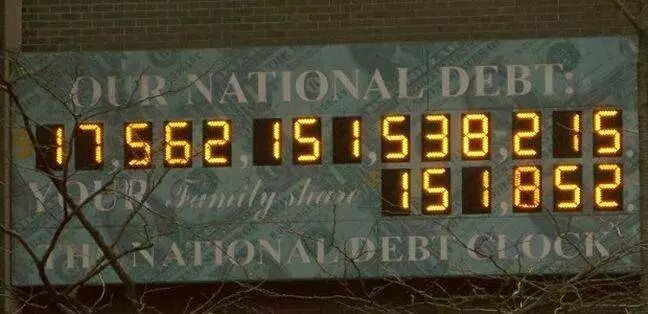 OUR NATIONAL DEBT:
$17,562,151,538,215
YOUR Family share $151,852
THE NATIONAL DEBT CLOCK